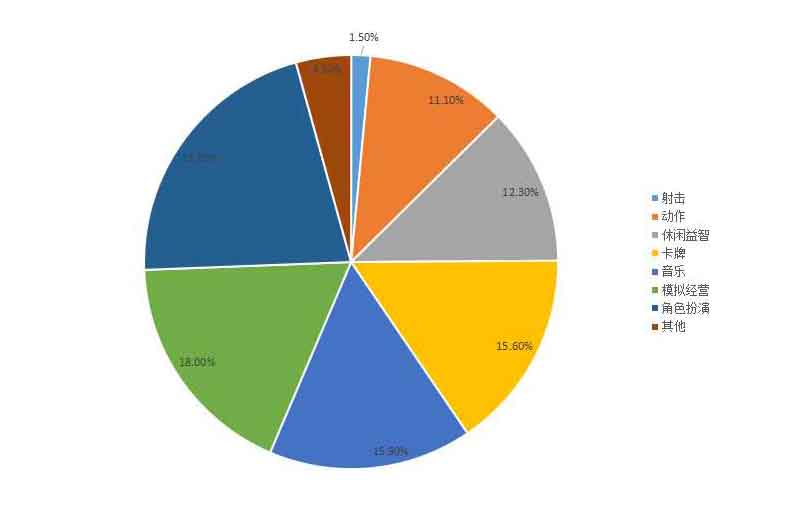 1.50%
11.10%
12.30%
15.60%
15.90%
18.00%
射击
动作
休闲益智
卡牌
音乐
模拟经营
角色扮演
其他